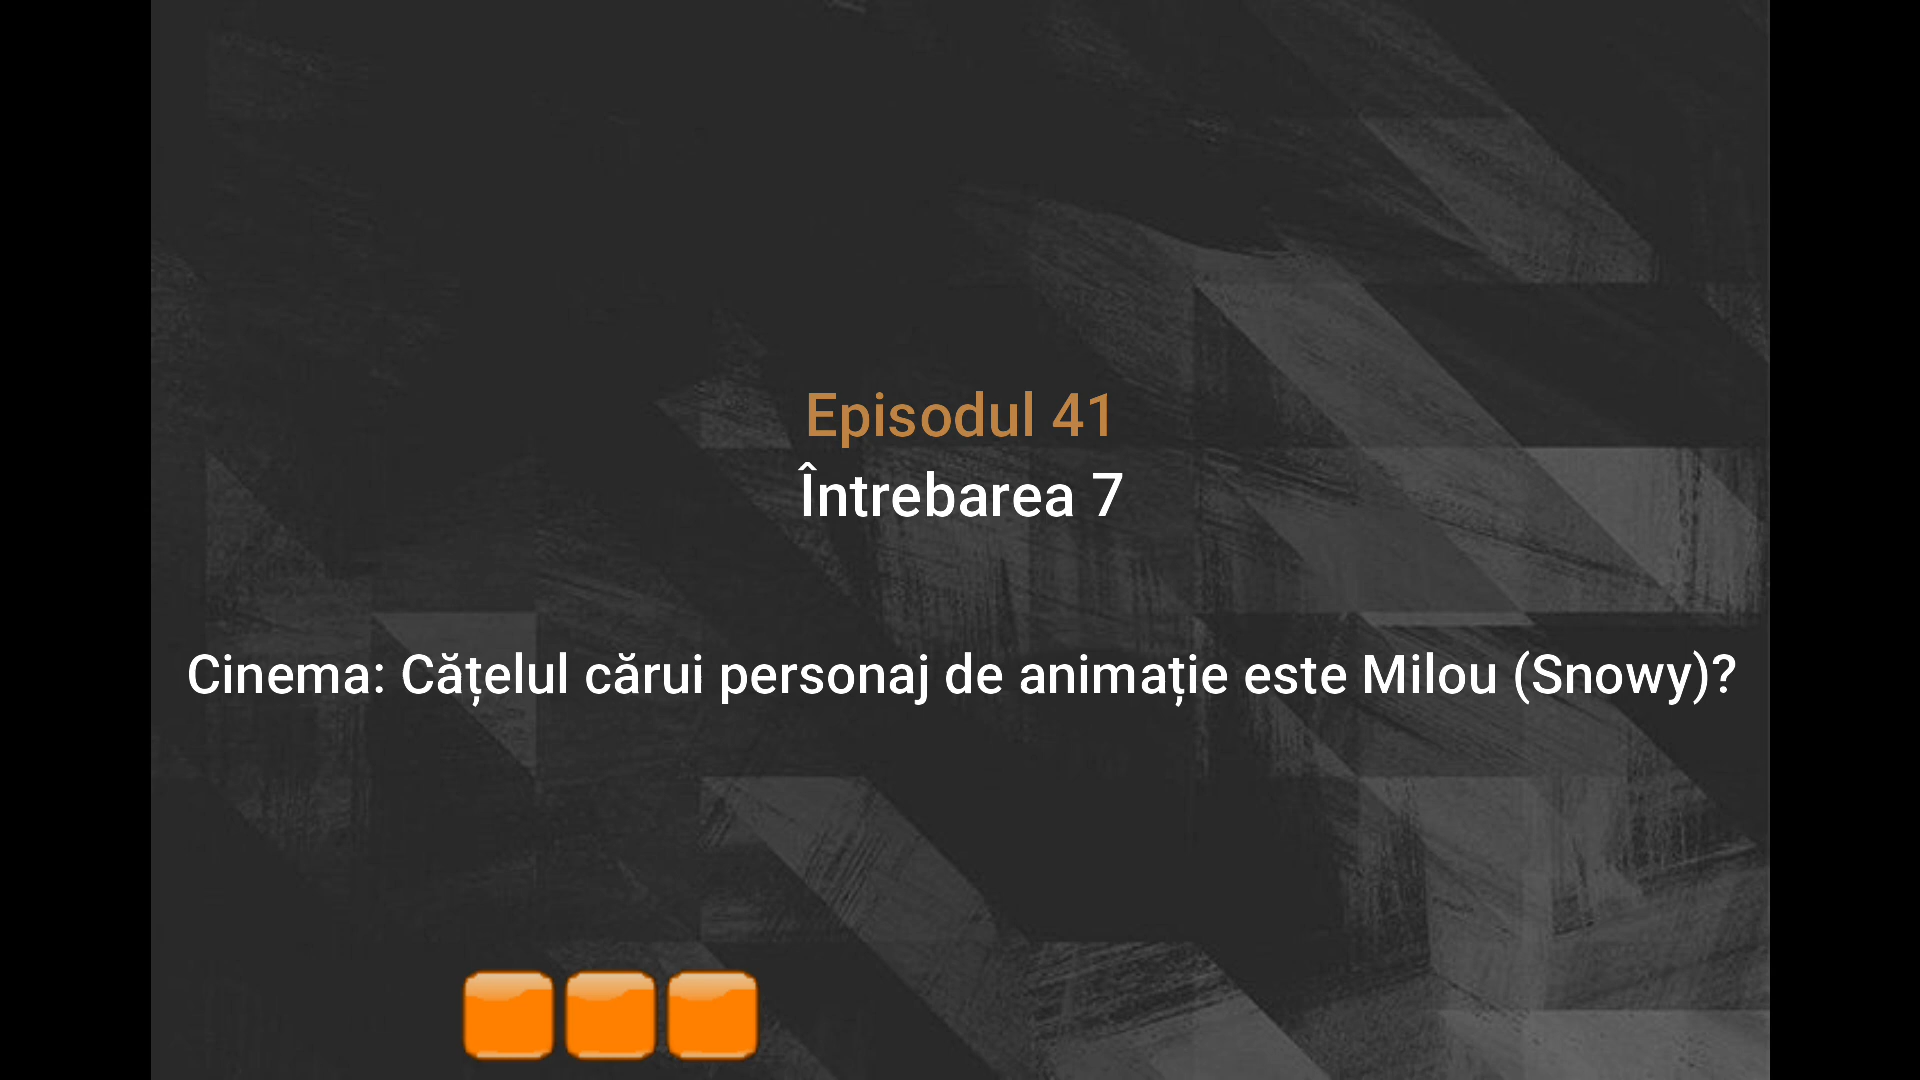 Episodul 41
Întrebarea 7
Cinema: Cățelul cărui personaj de animație este Milou (Snowy)?